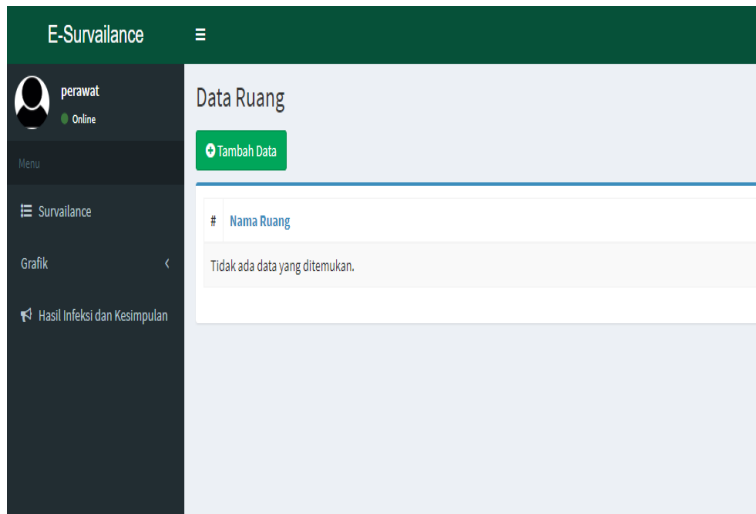 E-Survailance
perawat
Online
Menu
Survailance
Grafik
Hasil Infeksi dan Kesimpulan
Data Ruang
Tambah Data
# Nama Ruang
Tidak ada data yang ditemukan.